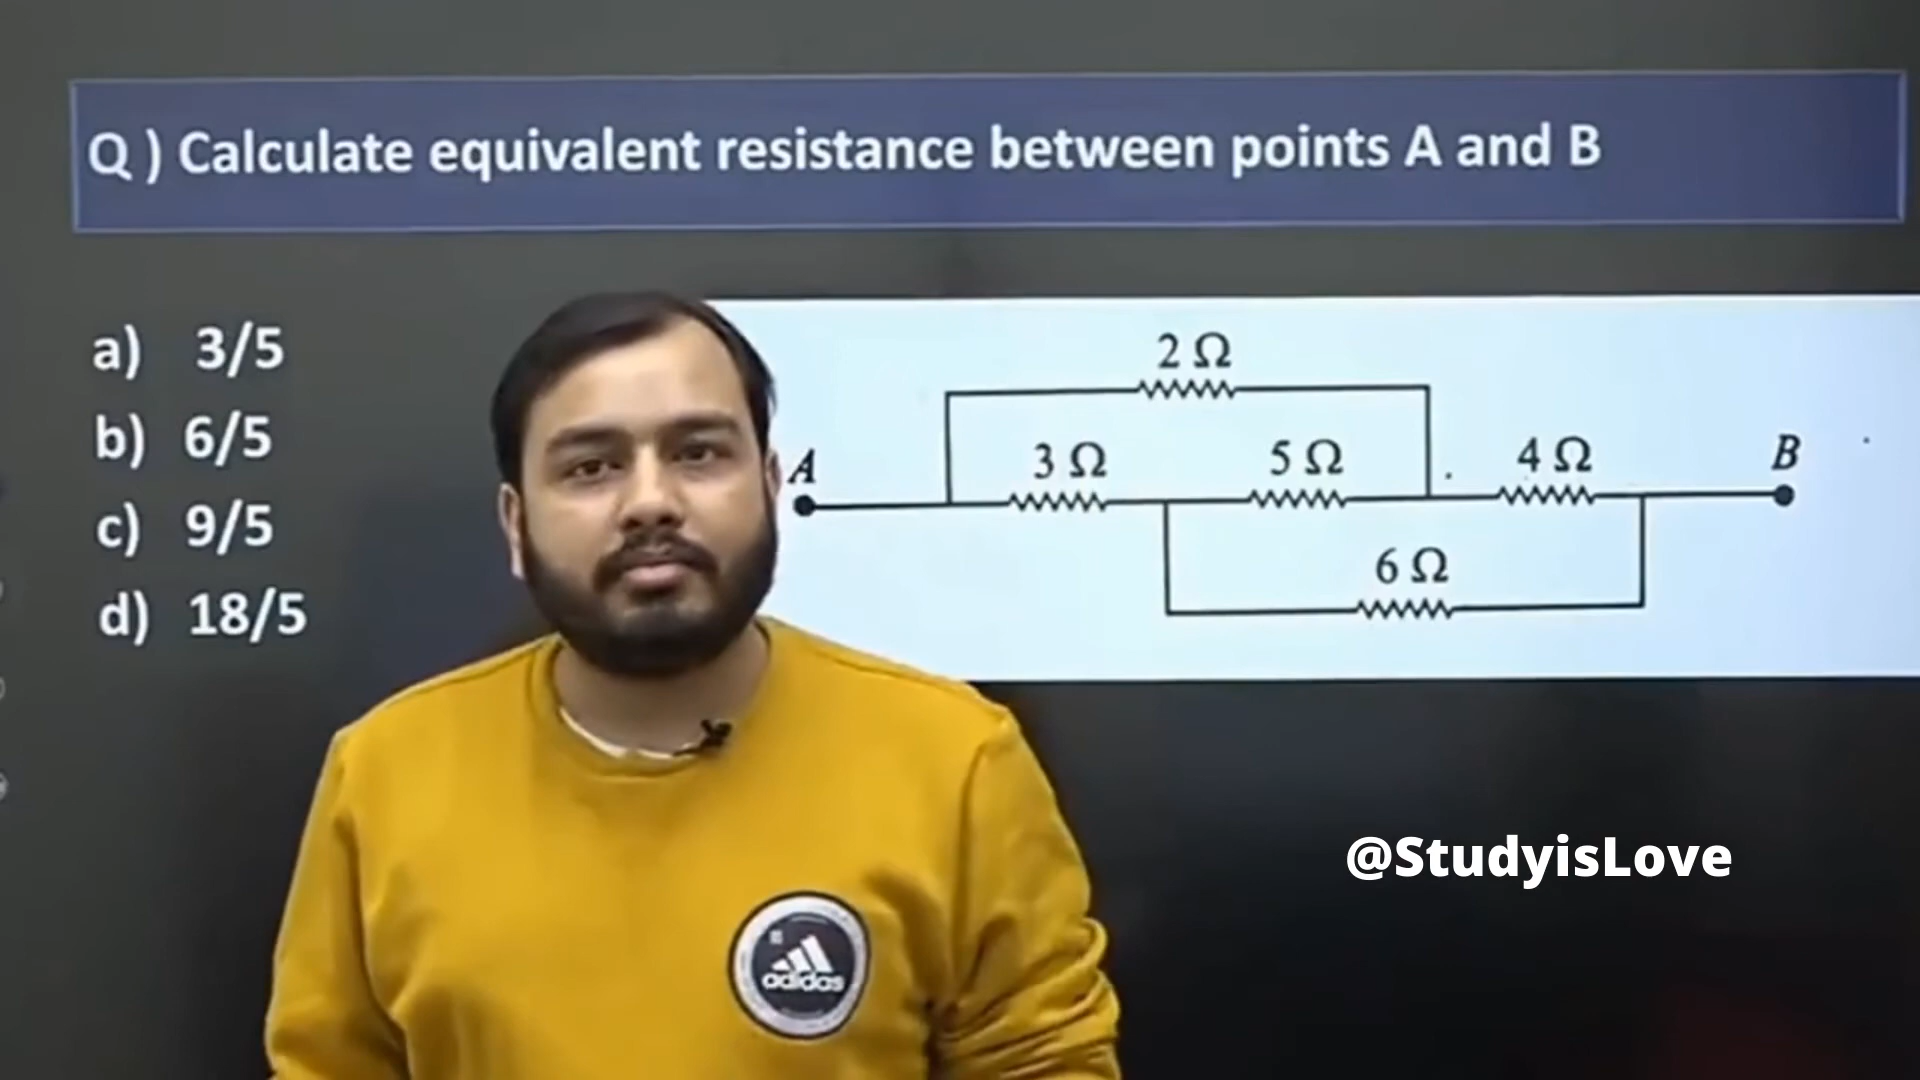 Q ) Calculate equivalent resistance between points A and B
a) 3/5
b) 6/5
c) 9/5
d) 18/5
2 Ω
3 Ω
5 Ω
4 Ω
A
B
6 Ω
@StudyisLove
adidas